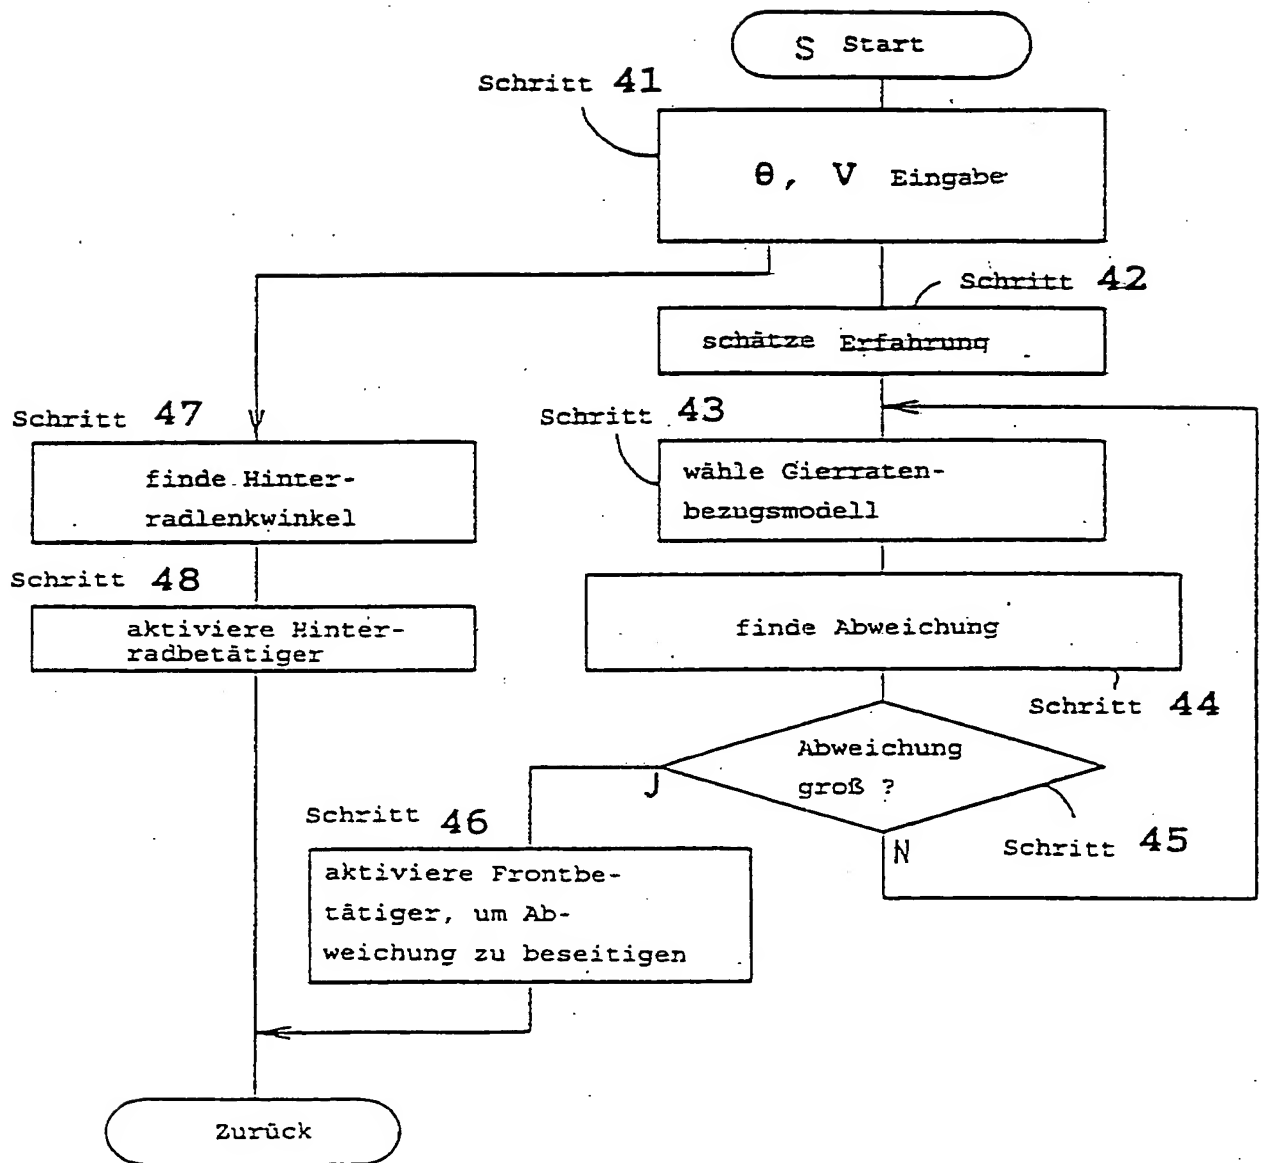 S Start
Schritt 41
θ, V Eingabe
Schritt 42
schätze Erfahrung
Schritt 43
wähle Gierraten-
bezugsmodell
Schritt 47
finde Hinter-
radlenkwinkel
Schritt 48
aktiviere Hinter-
radbetätiger
finde Abweichung
Schritt 44
Abweichung
groß ?
J
N
Schritt 45
Schritt 46
aktiviere Frontbe-
tätiger, um Ab-
weichung zu beseitigen
Zurück